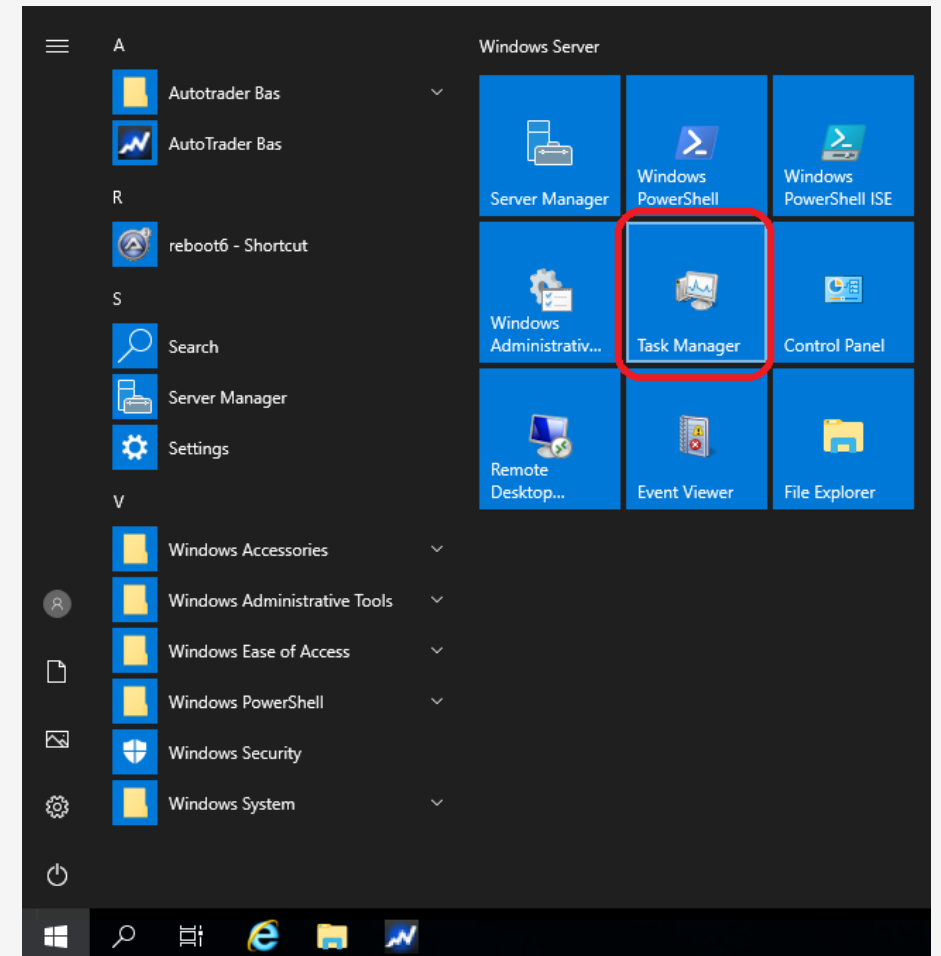 A
Autotrader Bas
AutoTrader Bas
R
reboot6 - Shortcut
S
Search
Server Manager
Settings
V
Windows Accessories
Windows Administrative Tools
Windows Ease of Access
Windows PowerShell
Windows Security
Windows System
Windows Server
Server Manager
Windows
PowerShell
Windows
PowerShell ISE
Windows
Administrativ...
Task Manager
Control Panel
Remote
Desktop...
Event Viewer
File Explorer